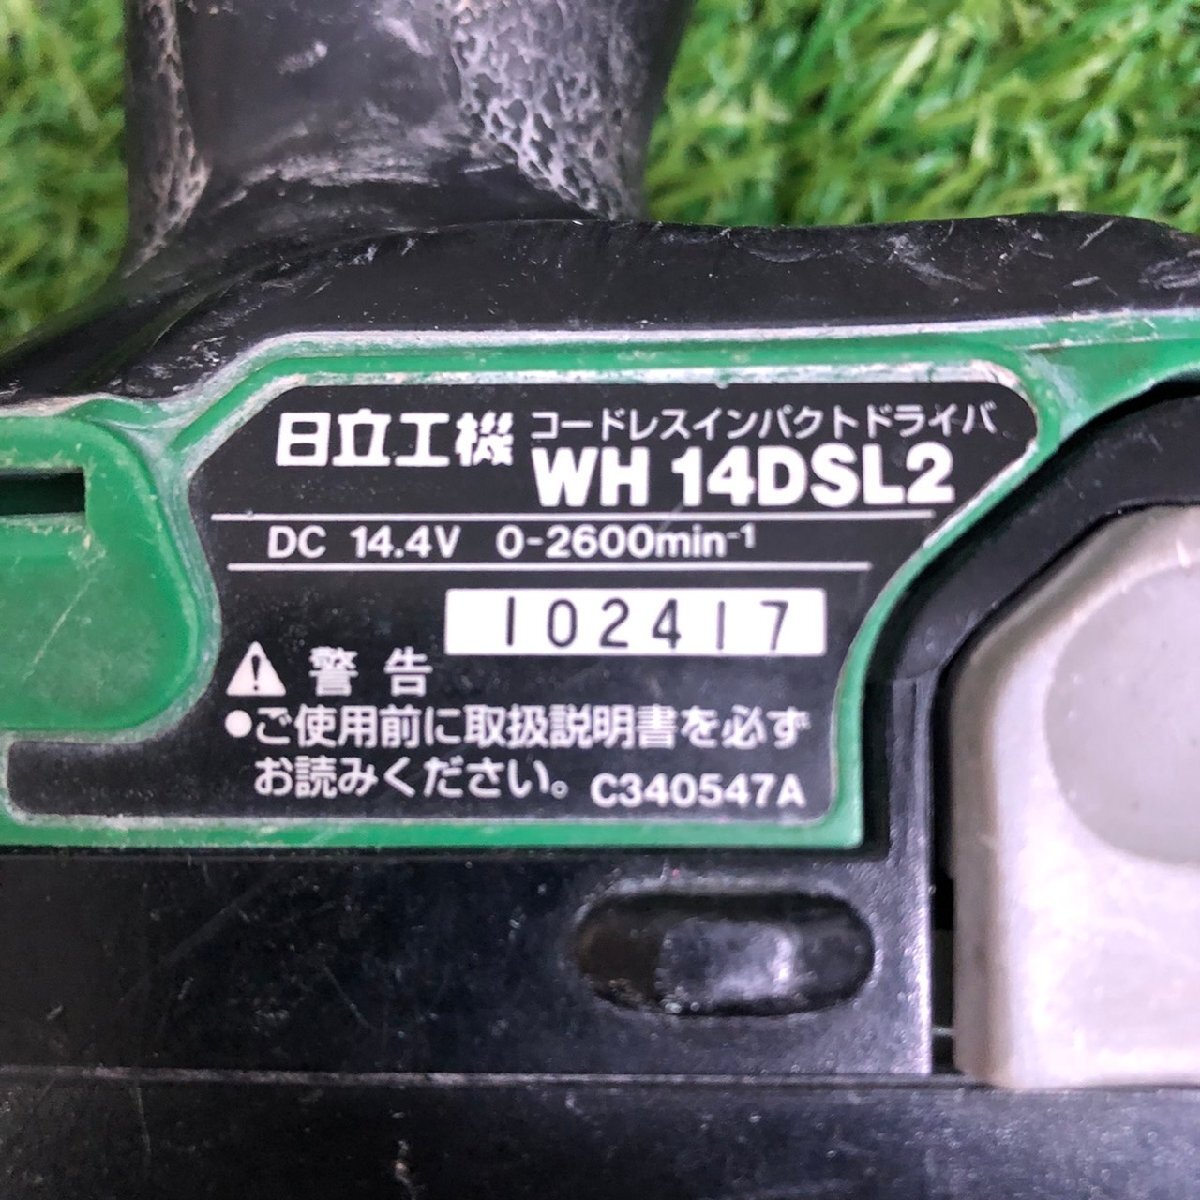 日立工機 コードレスインパクトドライバ
WH 14DSL2
DC 14.4V 0-2600min⁻¹
102417
⚠ 警告
●ご使用前に取扱説明書を必ず
お読みください。 C340547A